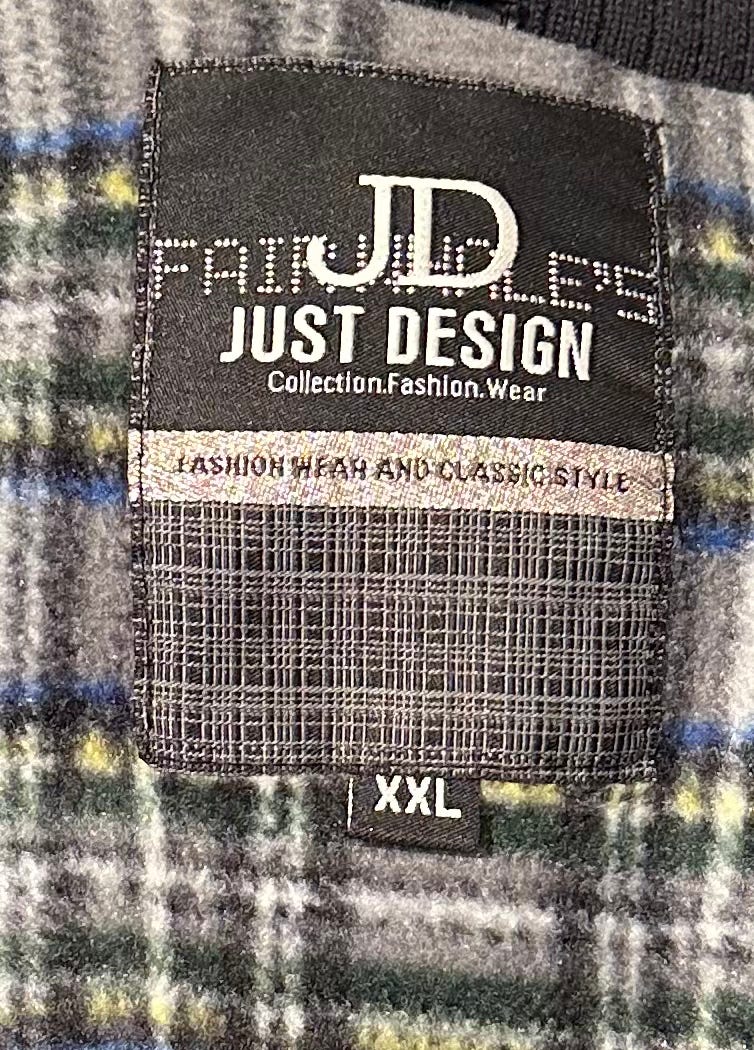 JD
JUST DESIGN
Collection.Fashion.Wear
FASHION WEAR AND CLASSIC.STYLE
XXL